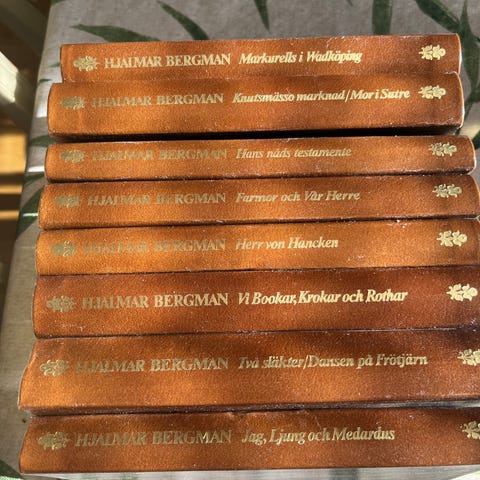 HJALMAR BERGMAN Markurells i Wadköping
HJALMAR BERGMAN Knutsmässo marknad/Mor i Sutre
HJALMAR BERGMAN Hans nåds testamente
HJALMAR BERGMAN Farmor och Vår Herre
HJALMAR BERGMAN Herr von Hancken
HJALMAR BERGMAN Vi Bookar, Krokar och Rothar
HJALMAR BERGMAN Två släkter/Dansen på Frötjärn
HJALMAR BERGMAN Jag, Ljung och Medardus